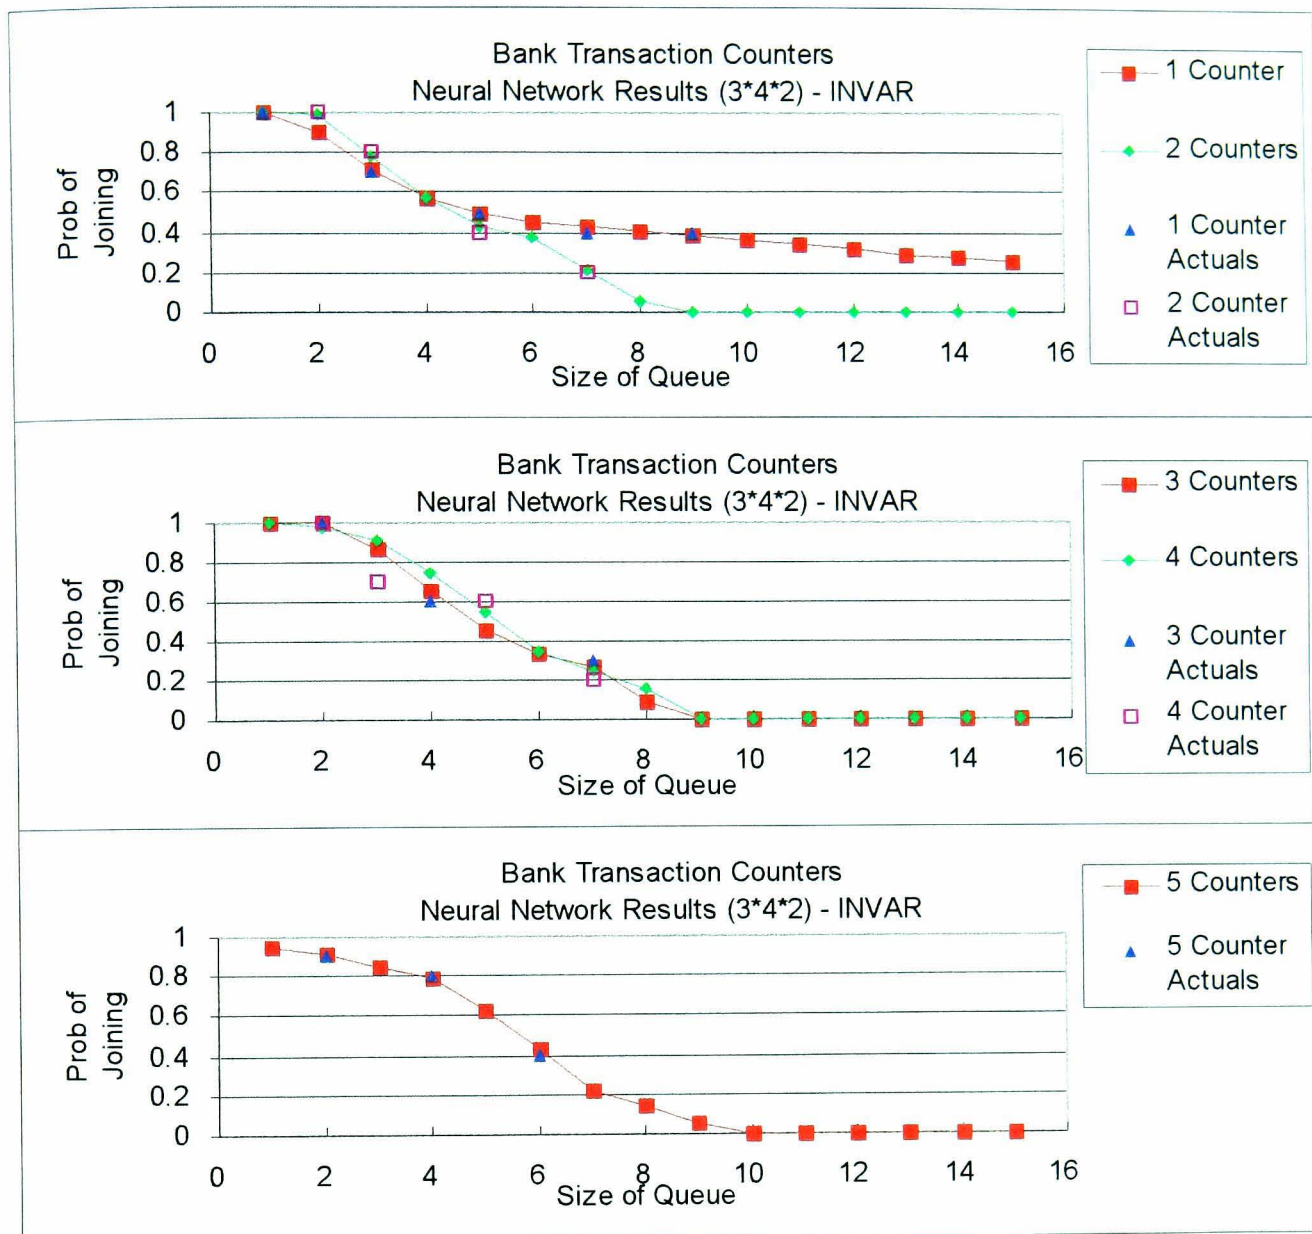 Bank Transaction Counters
Neural Network Results (3*4*2) - INVAR
Prob of
Joining
1
0.8
0.6
0.4
0.2
0
0 2 4 6 8 10 12 14 16
Size of Queue
1 Counter
2 Counters
1 Counter
Actuals
2 Counter
Actuals
Bank Transaction Counters
Neural Network Results (3*4*2) - INVAR
Prob of
Joining
1
0.8
0.6
0.4
0.2
0
0 2 4 6 8 10 12 14 16
Size of Queue
3 Counters
4 Counters
3 Counter
Actuals
4 Counter
Actuals
Bank Transaction Counters
Neural Network Results (3*4*2) - INVAR
Prob of
Joining
1
0.8
0.6
0.4
0.2
0
0 2 4 6 8 10 12 14 16
Size of Queue
5 Counters
5 Counter
Actuals